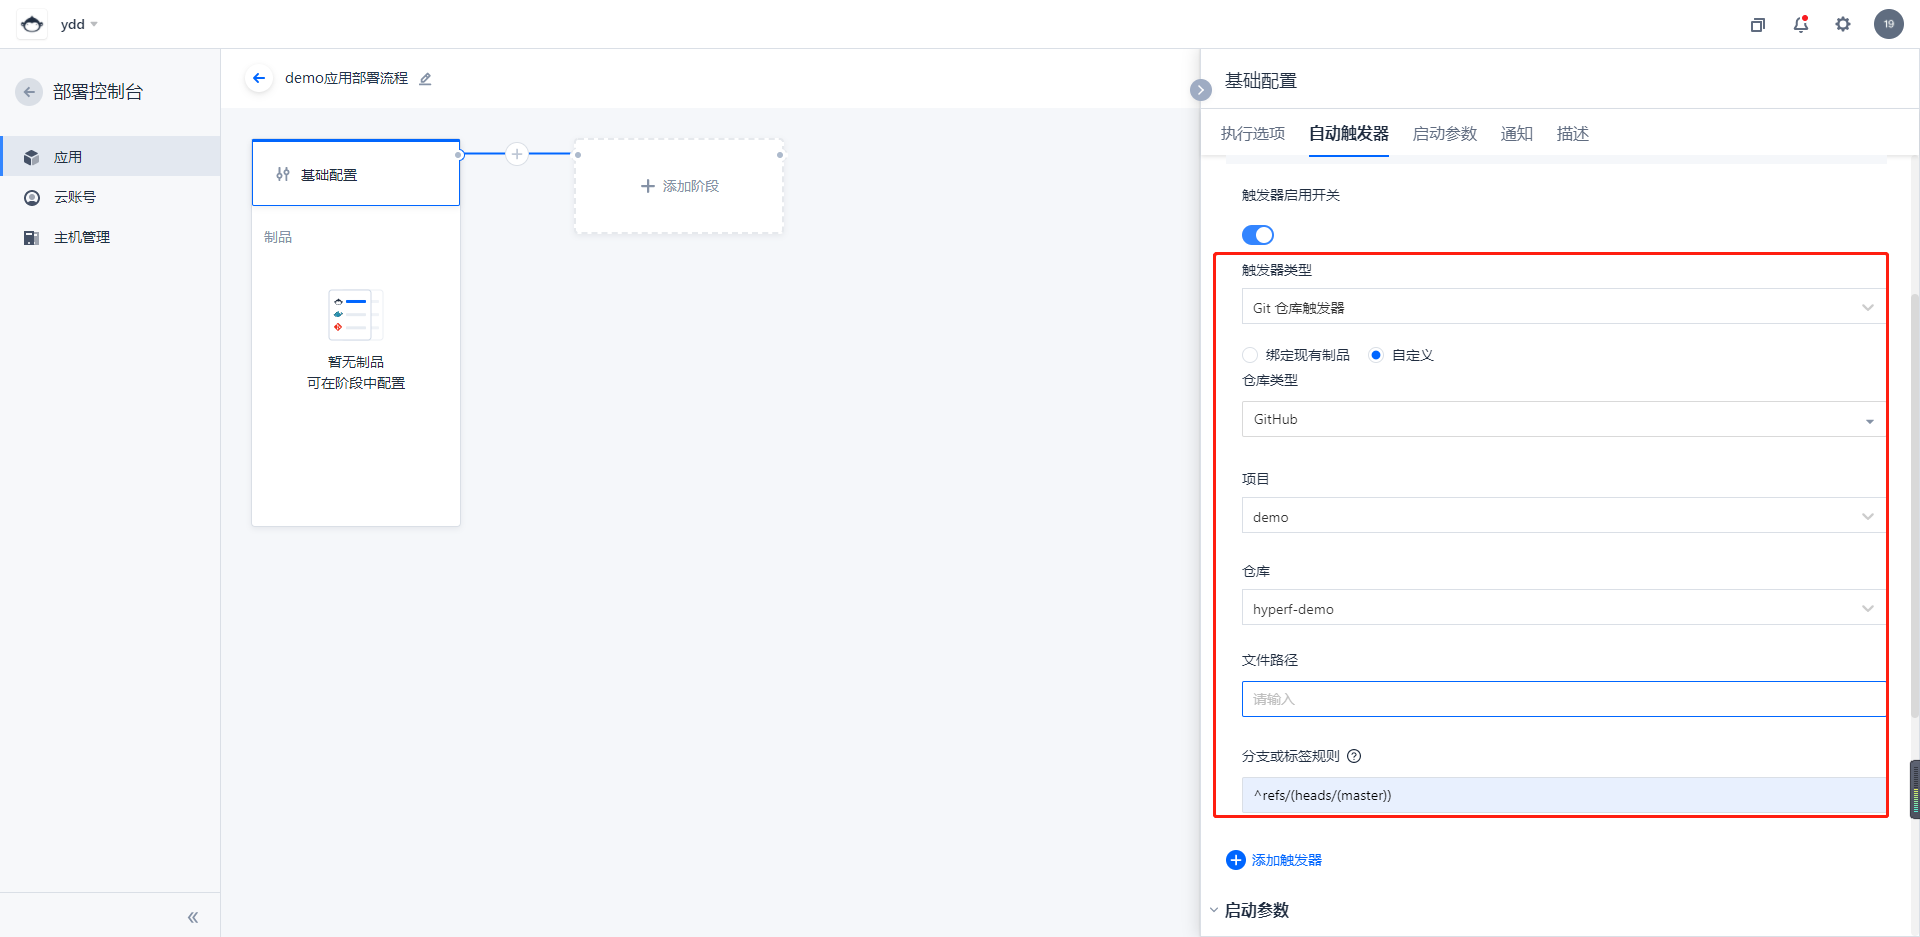 ydd
19
部署控制台
应用
云账号
主机管理
demo应用部署流程
基础配置
制品
暂无制品
可在阶段中配置
添加阶段
基础配置
执行选项 自动触发器 启动参数 通知 描述
触发器启用开关
触发器类型
Git 仓库触发器
绑定现有制品 自定义
仓库类型
GitHub
项目
demo
仓库
hyperf-demo
文件路径
请输入
分支或标签规则
^refs/(heads/(master))
添加触发器
启动参数